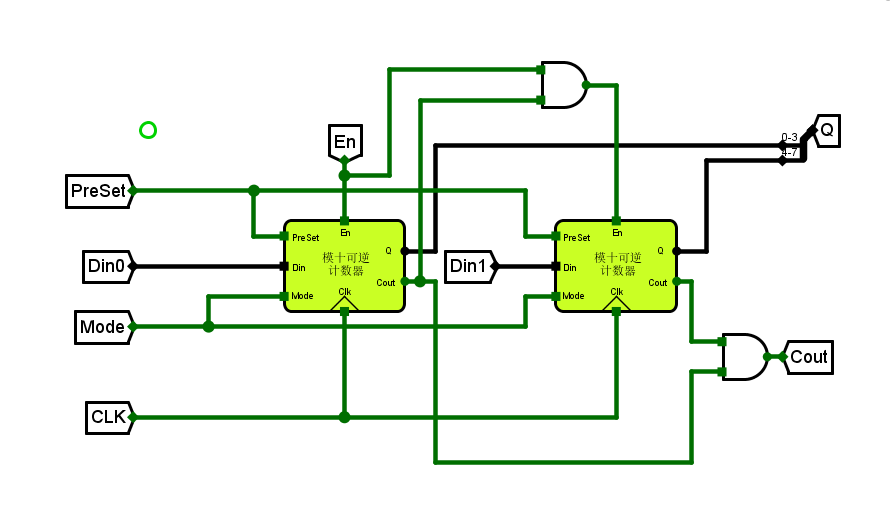 En
0-3
Q
4-7
PreSet
En
En
PreSet
Q
PreSet
Q
模十可逆
计数器
模十可逆
计数器
Din0
Din
Din1
Din
Cout
Cout
Mode
Clk
Mode
Clk
Mode
Cout
CLK